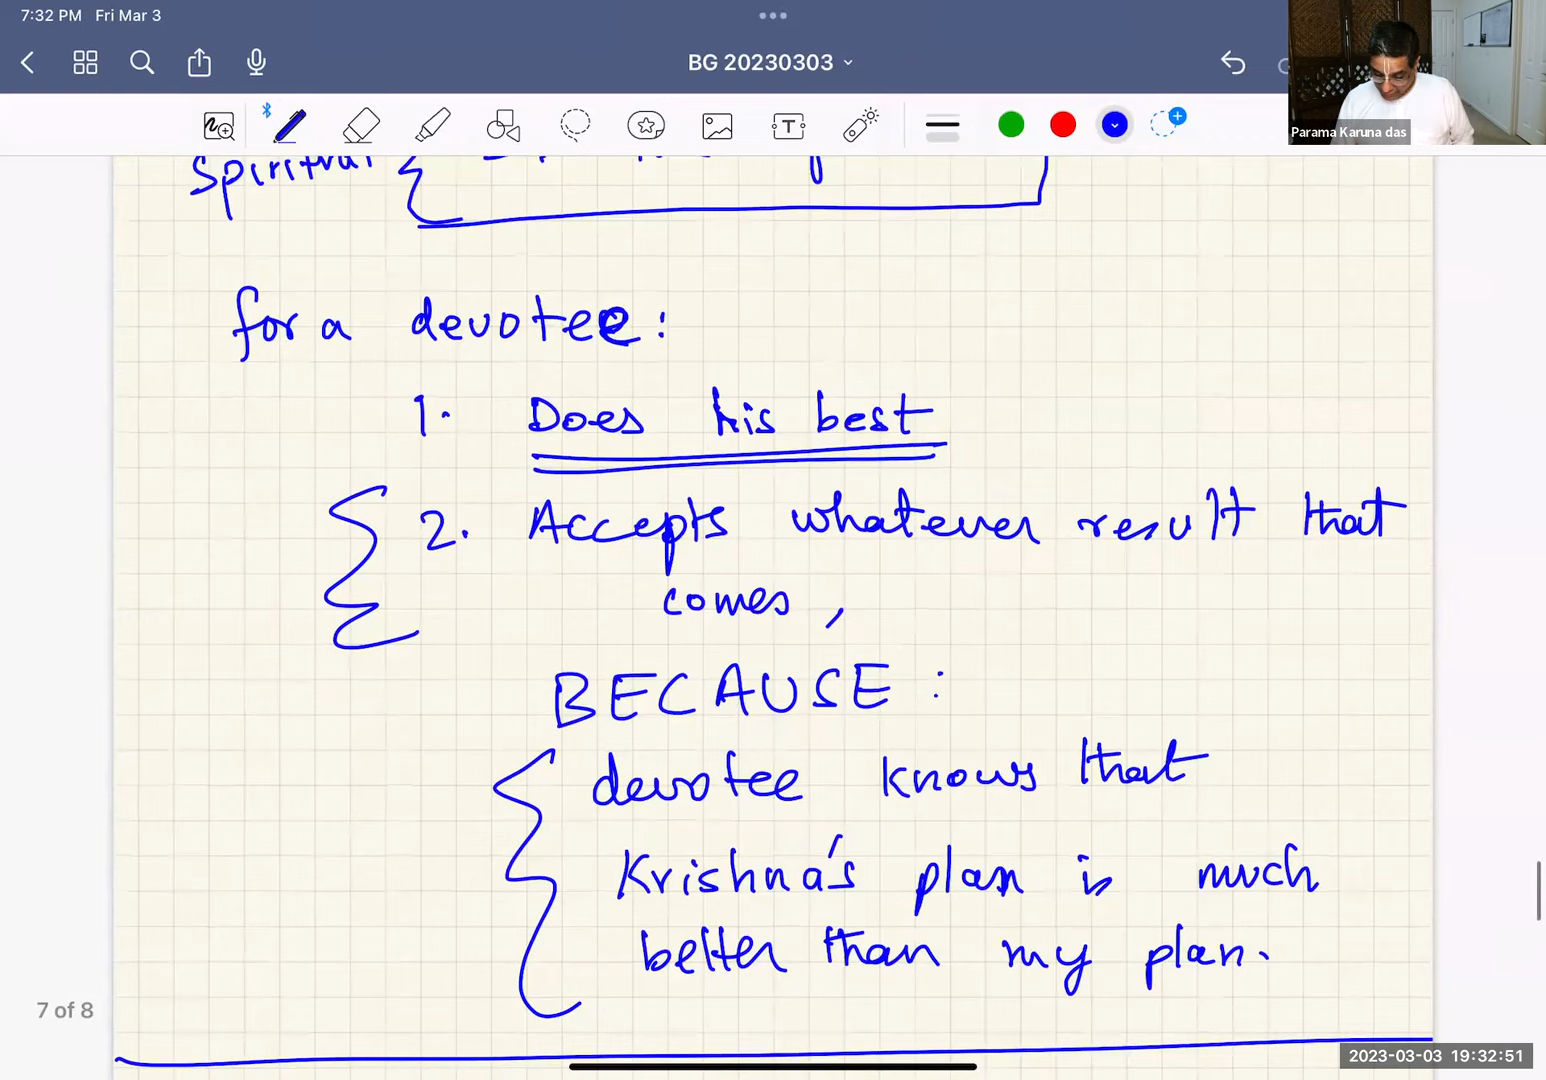 7:32 PM Fri Mar 3
BG 20230303
Parama Karuna das
Spiritual
for a devotee:
1. Does his best
2. Accepts whatever result that
comes,
BECAUSE:
devotee knows that
Krishna's plan is much
better than my plan.
7 of 8
2023-03-03 19:32:51